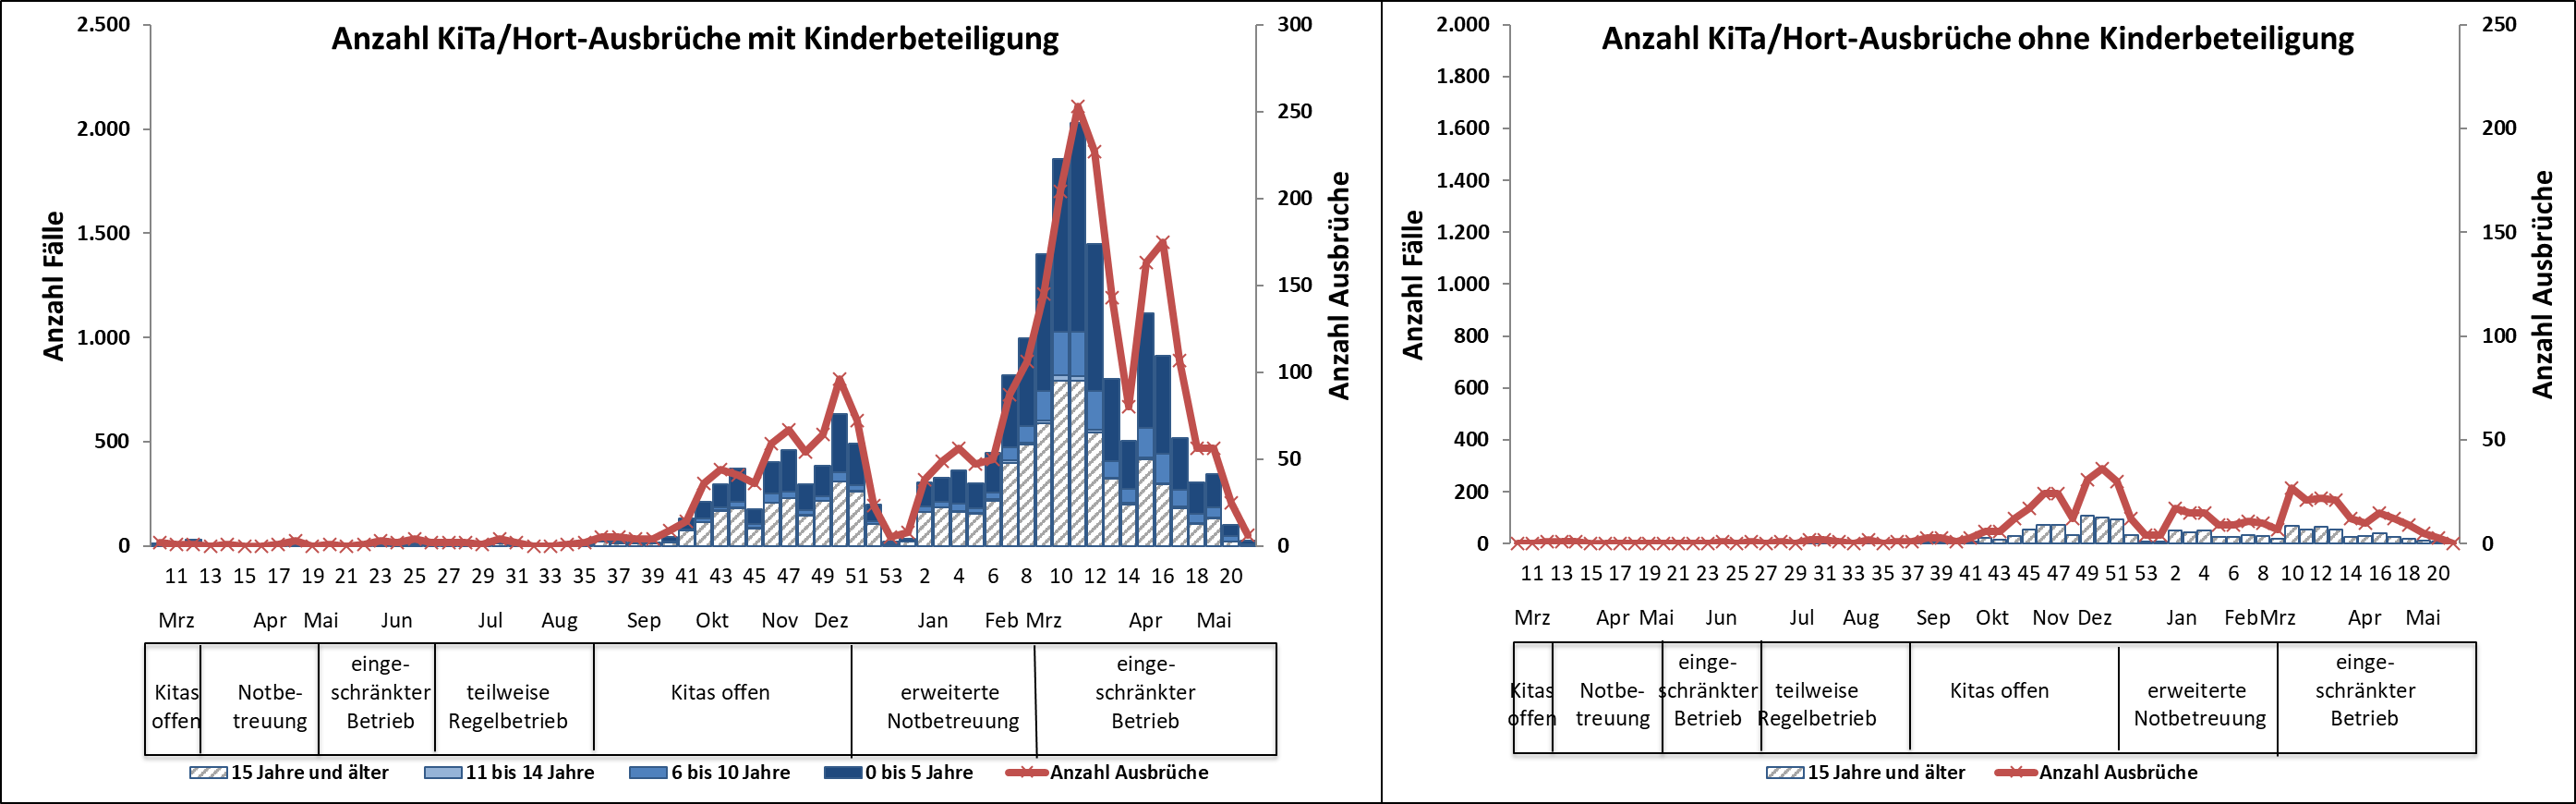 Anzahl KiTa/Hort-Ausbrüche mit Kinderbeteiligung
Anzahl Fälle
2.500
2.000
1.500
1.000
500
0
300
250
200
150
100
50
0
Anzahl Ausbrüche
11 13 15 17 19 21 23 25 27 29 31 33 35 37 39 41 43 45 47 49 51 53 2 4 6 8 10 12 14 16 18 20
Mrz Apr Mai Jun Jul Aug Sep Okt Nov Dez Jan Feb Mrz Apr Mai
Kitas
offen
Notbe-
treuung
einge-
schränkter
Betrieb
teilweise
Regelbetrieb
Kitas offen
erweiterte
Notbetreuung
einge-
schränkter
Betrieb
15 Jahre und älter 11 bis 14 Jahre 6 bis 10 Jahre 0 bis 5 Jahre Anzahl Ausbrüche
Anzahl KiTa/Hort-Ausbrüche ohne Kinderbeteiligung
Anzahl Fälle
2.000
1.800
1.600
1.400
1.200
1.000
800
600
400
200
0
250
200
150
100
50
0
Anzahl Ausbrüche
11 13 15 17 19 21 23 25 27 29 31 33 35 37 39 41 43 45 47 49 51 53 2 4 6 8 10 12 14 16 18 20
Mrz Apr Mai Jun Jul Aug Sep Okt Nov Dez Jan Feb Mrz Apr Mai
Kitas
offen
Notbe-
treuung
einge-
schränkter
Betrieb
teilweise
Regelbetrieb
Kitas offen
erweiterte
Notbetreuung
einge-
schränkter
Betrieb
15 Jahre und älter Anzahl Ausbrüche